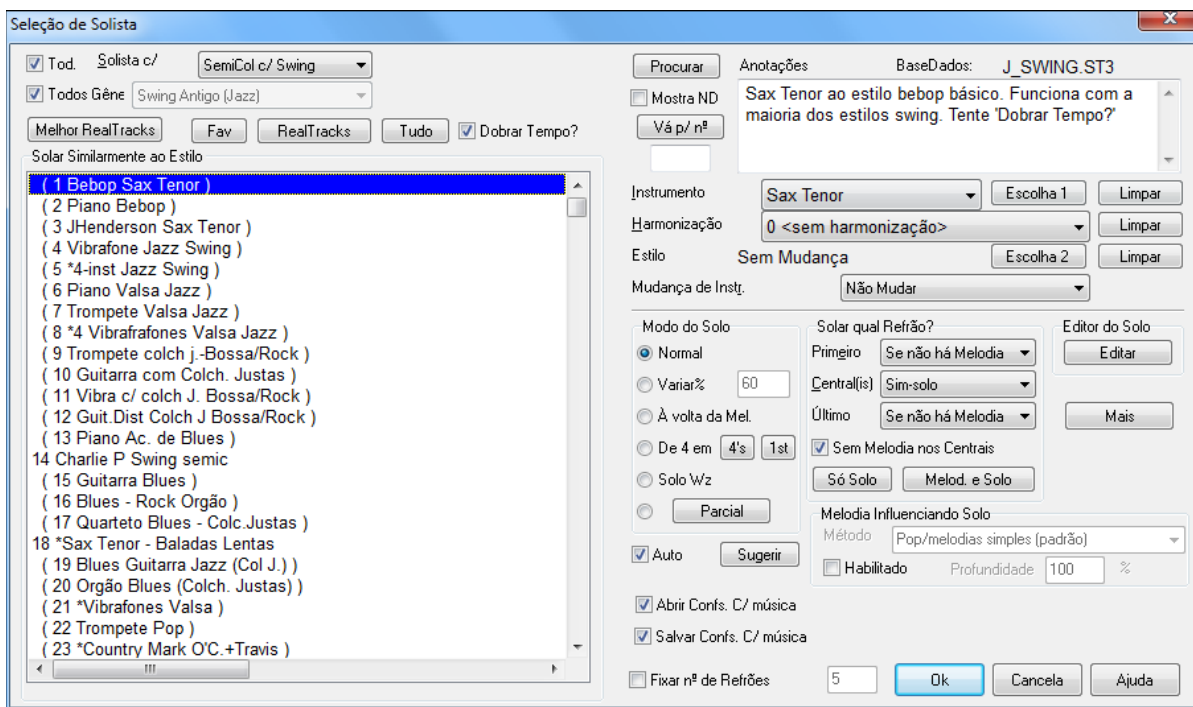 Seleção de Solista
Tod. Solista c/ SemiCol c/ Swing
Todos Gêne Swing Antigo (Jazz)
Melhor RealTracks Fav RealTracks Tudo Dobrar Tempo?
Solar Similarmente ao Estilo
( 1 Bebop Sax Tenor )
( 2 Piano Bebop )
( 3 JHenderson Sax Tenor )
( 4 Vibrafone Jazz Swing )
( 5 *4-inst Jazz Swing )
( 6 Piano Valsa Jazz )
( 7 Trompete Valsa Jazz )
( 8 *4 Vibrafrafones Valsa Jazz )
( 9 Trompete colch j.-Bossa/Rock )
( 10 Guitarra com Colch. Justas )
( 11 Vibra c/ colch J. Bossa/Rock )
( 12 Guit.Dist Colch J Bossa/Rock )
( 13 Piano Ac. de Blues )
14 Charlie P Swing semic
( 15 Guitarra Blues )
( 16 Blues - Rock Orgão )
( 17 Quarteto Blues - Colc.Justas )
18 *Sax Tenor - Baladas Lentas
( 19 Blues Guitarra Jazz (Col J.) )
( 20 Orgão Blues (Colch. Justas) )
( 21 *Vibrafones Valsa )
( 22 Trompete Pop )
( 23 *Country Mark O'C.+Travis )
Procurar Anotações BaseDados: J_SWING.ST3
Mostra ND
Vá p/ nº
Sax Tenor ao estilo bebop básico. Funciona com a
maioria dos estilos swing. Tente 'Dobrar Tempo?'
Instrumento Sax Tenor Escolha 1 Limpar
Harmonização 0 <sem harmonização> Limpar
Estilo Sem Mudança Escolha 2 Limpar
Mudança de Instr. Não Mudar
Modo do Solo
Normal
Variar% 60
À volta da Mel.
De 4 em 4's 1st
Solo Wz
Parcial
Auto Sugerir
Solar qual Refrão?
Primeiro Se não há Melodia
Central(is) Sim-solo
Último Se não há Melodia
Sem Melodia nos Centrais
Só Solo Melod. e Solo
Editor do Solo
Editar
Mais
Melodia Influenciando Solo
Método Pop/melodias simples (padrão)
Habilitado Profundidade 100 %
Abrir Confs. C/ música
Salvar Confs. C/ música
Fixar nº de Refrões 5 Ok Cancela Ajuda